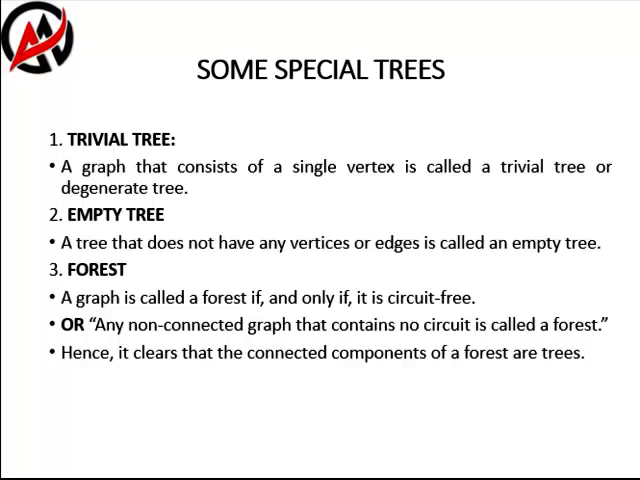 SOME SPECIAL TREES
1. TRIVIAL TREE:
• A graph that consists of a single vertex is called a trivial tree or
degenerate tree.
2. EMPTY TREE
• A tree that does not have any vertices or edges is called an empty tree.
3. FOREST
• A graph is called a forest if, and only if, it is circuit-free.
• OR “Any non-connected graph that contains no circuit is called a forest.”
• Hence, it clears that the connected components of a forest are trees.